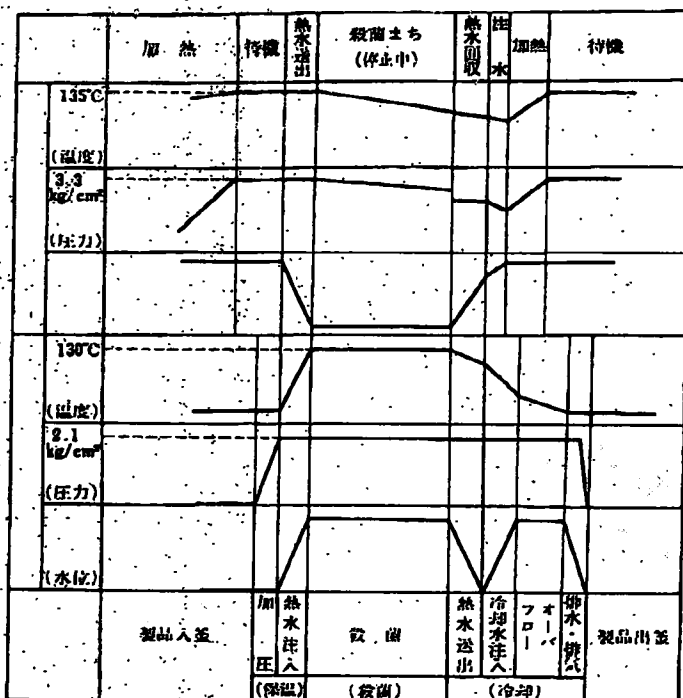 加熱
待機
熱水送出
殺菌まち
(停止中)
熱水回収
注水
加熱
待機
135℃
(温度)
3.3
kg/cm²
(圧力)
130℃
(温度)
2.1
kg/cm²
(圧力)
(水位)
製品入釜
加圧
熱水注入
殺菌
熱水送出
冷却水注入
オーバ
フロー
排水・排気
製品出釜
(保温)
(殺菌)
(冷却)